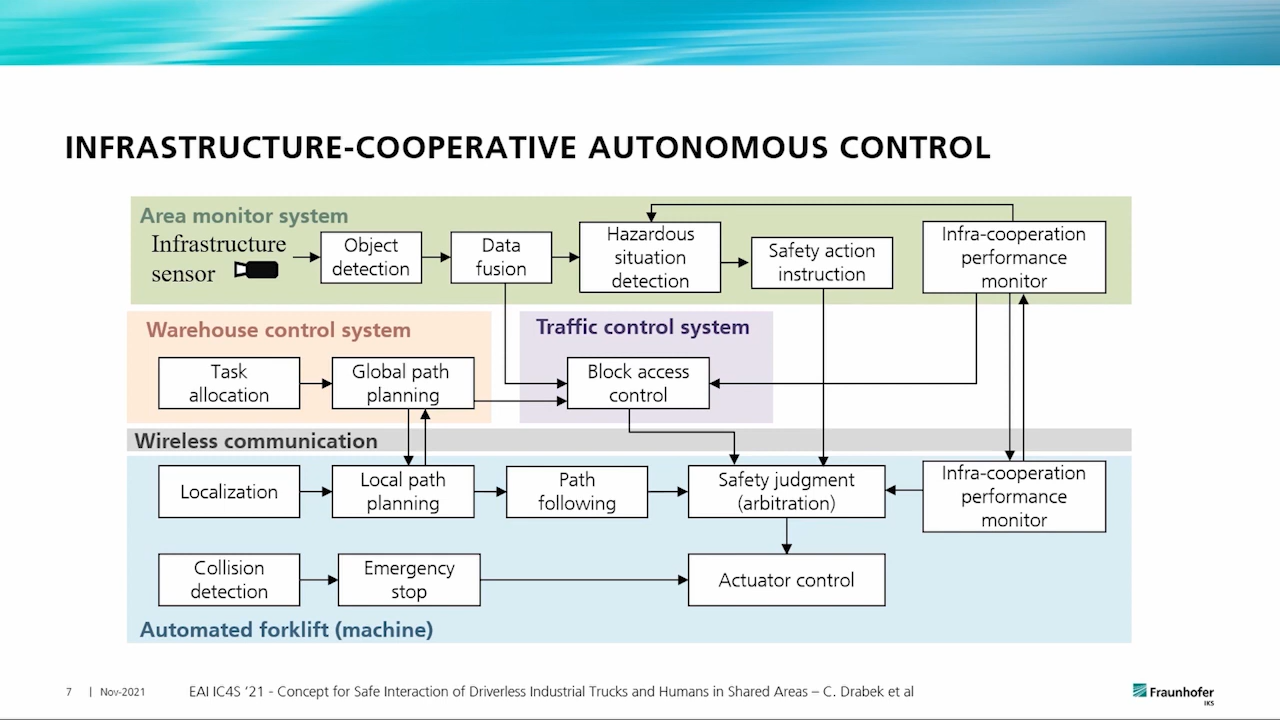 INFRASTRUCTURE-COOPERATIVE AUTONOMOUS CONTROL
Area monitor system
Infrastructure
sensor
Object
detection
Data
fusion
Hazardous
situation
detection
Safety action
instruction
Infra-cooperation
performance
monitor
Warehouse control system
Task
allocation
Global path
planning
Traffic control system
Block access
control
Wireless communication
Localization
Local path
planning
Path
following
Safety judgment
(arbitration)
Infra-cooperation
performance
monitor
Collision
detection
Emergency
stop
Actuator control
Automated forklift (machine)
7 | Nov-2021 EAI IC4S ‘21 - Concept for Safe Interaction of Driverless Industrial Trucks and Humans in Shared Areas – C. Drabek et al
Fraunhofer
IKS